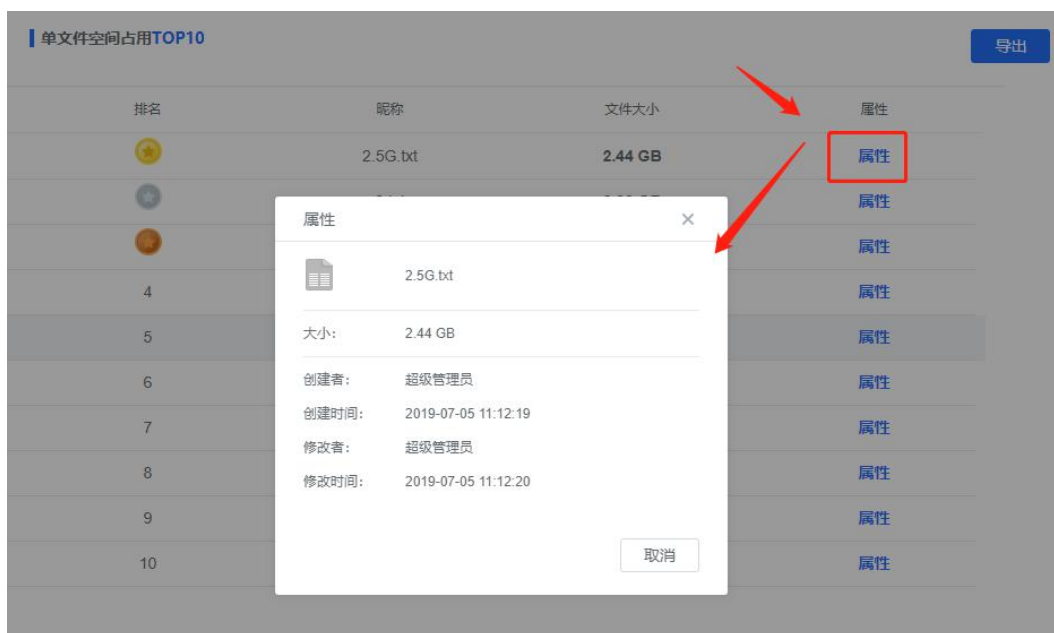 单文件空间占用TOP10
导出
排名 昵称 文件大小 属性
2.5G.txt 2.44 GB 属性
属性
属性
4 属性
5 属性
6 属性
7 属性
8 属性
9 属性
10 属性
属性
2.5G.txt
大小: 2.44 GB
创建者: 超级管理员
创建时间: 2019-07-05 11:12:19
修改者: 超级管理员
修改时间: 2019-07-05 11:12:20
取消